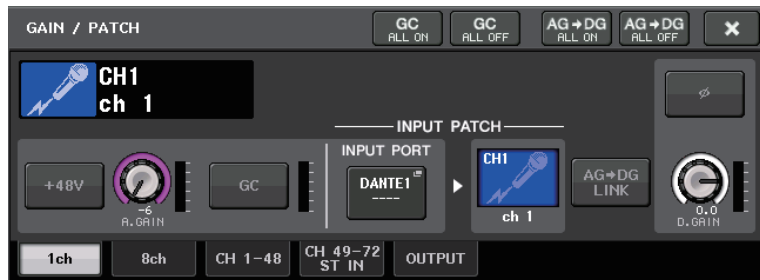 GAIN / PATCH
GC
ALL ON
GC
ALL OFF
AG→DG
ALL ON
AG→DG
ALL OFF
×
CH1
ch 1
INPUT PATCH
INPUT PORT
DANTE1
----
CH1
ch 1
+48V
-6
A.GAIN
GC
AG→DG
LINK
ø
0.0
D.GAIN
1ch
8ch
CH 1-48
CH 49-72
ST IN
OUTPUT